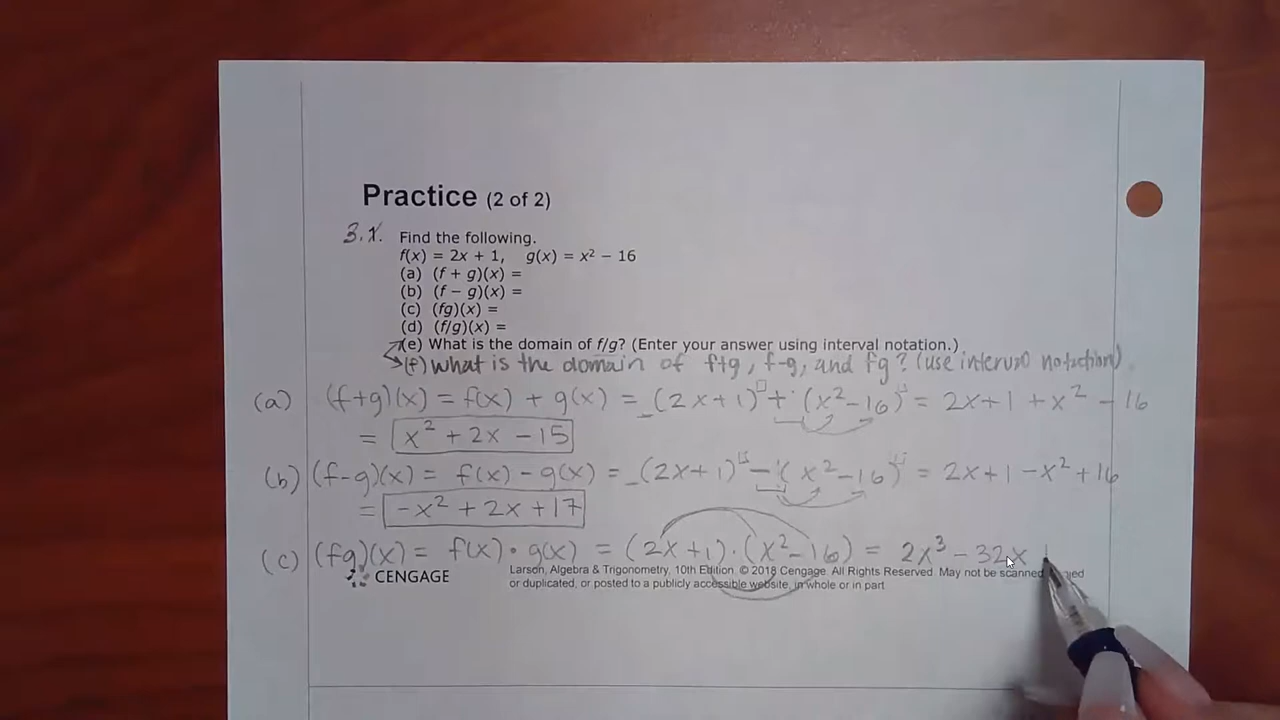 Practice (2 of 2)
3.x. Find the following.
f(x) = 2x + 1, g(x) = x² − 16
(a) (f + g)(x) =
(b) (f − g)(x) =
(c) (fg)(x) =
(d) (f/g)(x) =
(e) What is the domain of f/g? (Enter your answer using interval notation.)
(f) what is the domain of f+g, f-g, and fg? (use interval notaction).
(a) (f+g)(x) = f(x) + g(x) = (2x+1) + (x²-16) = 2x+1+x²-16
= x² + 2x - 15
(b) (f-g)(x) = f(x) - g(x) = (2x+1) - (x²-16) = 2x+1-x²+16
= -x² + 2x + 17
(c) (fg)(x) = f(x) • g(x) = (2x+1)·(x²-16) = 2x³ - 32x
CENGAGE
Larson, Algebra & Trigonometry, 10th Edition. © 2018 Cengage. All Rights Reserved. May not be scanned
or duplicated, or posted to a publicly accessible website, in whole or in part